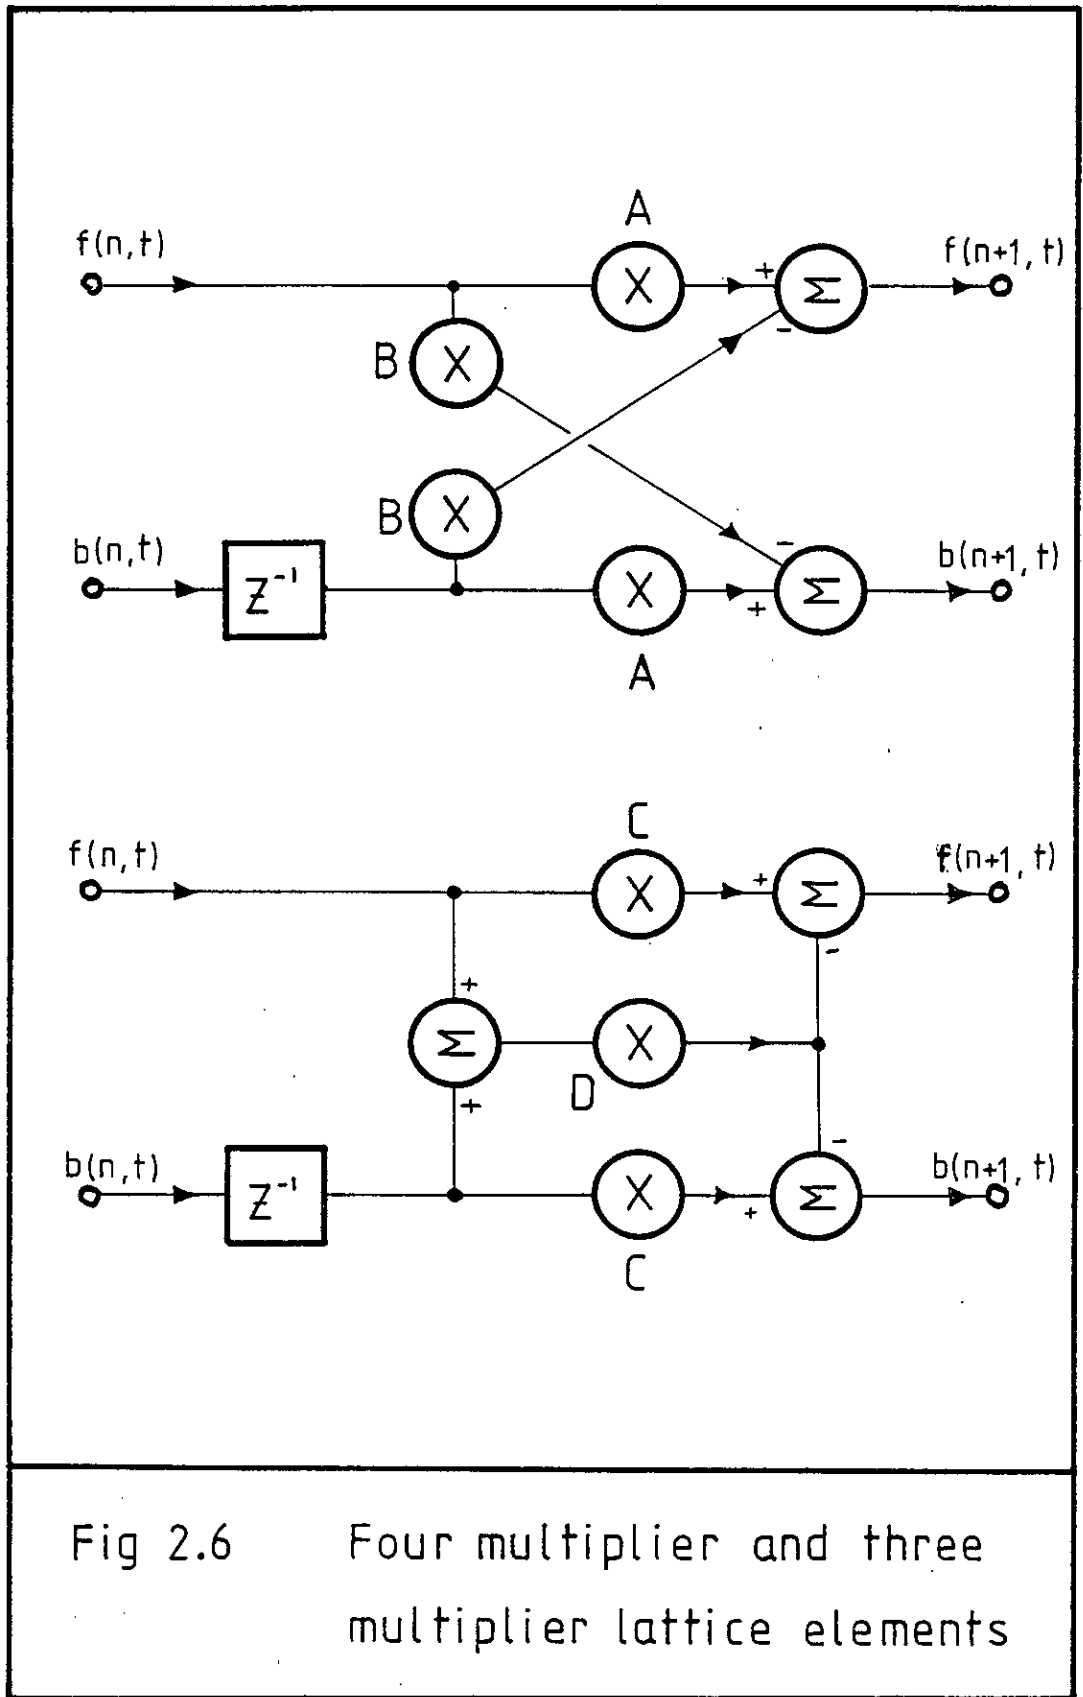 A
f(n,t)
f(n+1, t)
X
+
Σ
-
B
X
B
X
-
b(n,t)
Z⁻¹
X
+
Σ
b(n+1, t)
A
C
f(n,t)
f(n+1, t)
X
+
Σ
-
+
Σ
X
D
+
-
b(n,t)
Z⁻¹
X
+
Σ
b(n+1, t)
C
Fig 2.6 Four multiplier and three
multiplier lattice elements